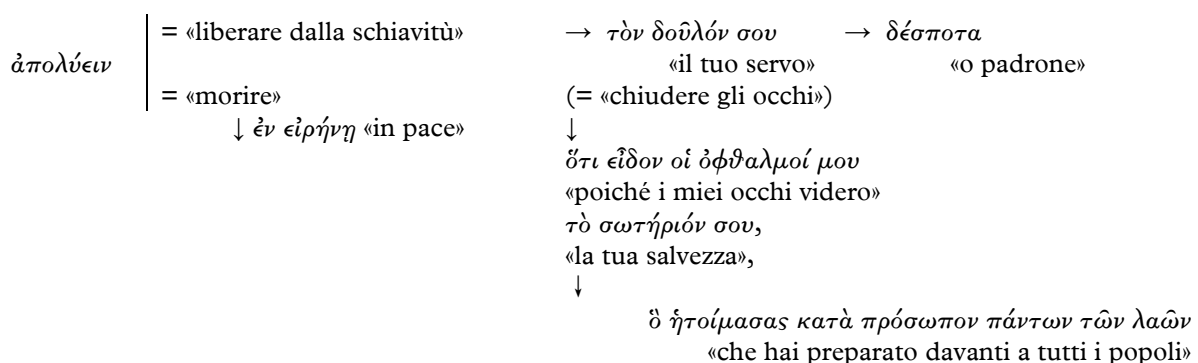 = «liberare dalla schiavitù» → τὸν δοῦλόν σου → δέσποτα
ἀπολύειν «il tuo servo» «o padrone»
= «morire» (= «chiudere gli occhi»)
↓ ἐν εἰρήνῃ «in pace» ↓
ὅτι εἶδον οἱ ὀφθαλμοί μου
«poiché i miei occhi videro»
τὸ σωτήριόν σου,
«la tua salvezza»,
↓
ὃ ἡτοίμασας κατὰ πρόσωπον πάντων τῶν λαῶν
«che hai preparato davanti a tutti i popoli»